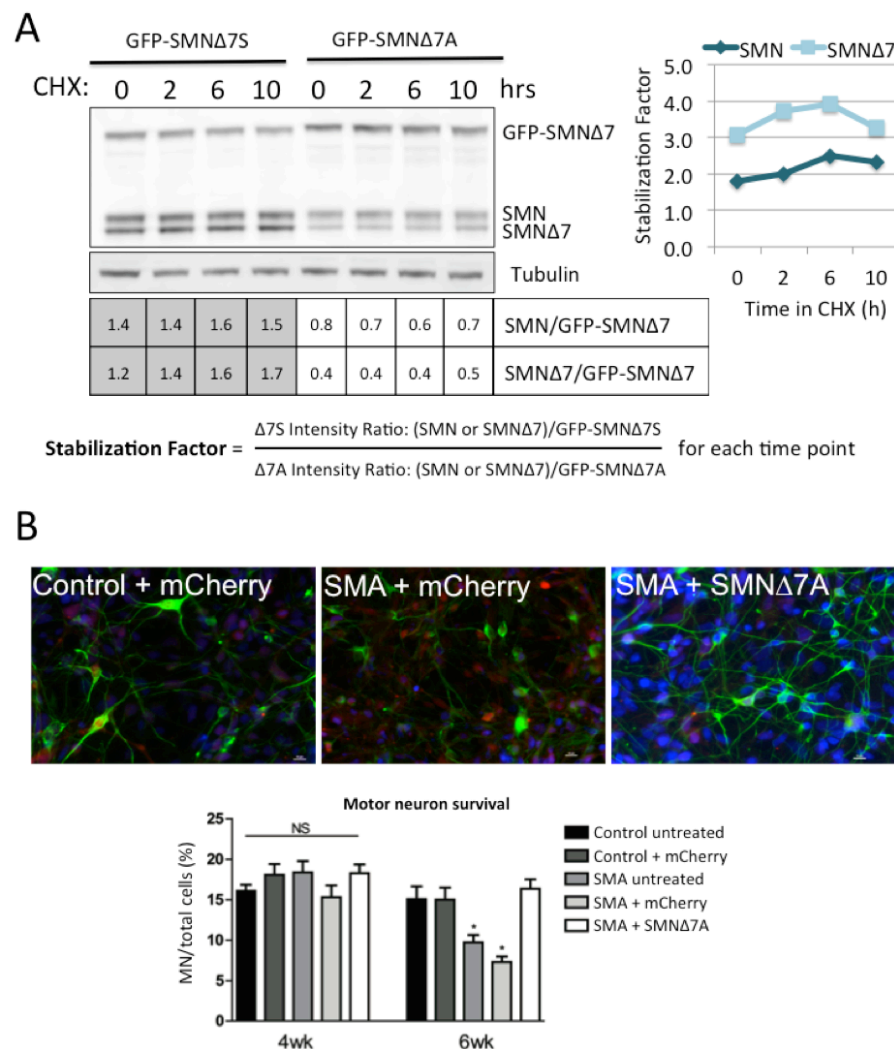 A
GFP-SMNΔ7S GFP-SMNΔ7A
CHX: 0 2 6 10 0 2 6 10 hrs
GFP-SMNΔ7
SMN
SMNΔ7
Tubulin
1.4 1.4 1.6 1.5 0.8 0.7 0.6 0.7 SMN/GFP-SMNΔ7
1.2 1.4 1.6 1.7 0.4 0.4 0.4 0.5 SMNΔ7/GFP-SMNΔ7
SMN SMNΔ7
Stabilization Factor
5.0
4.0
3.0
2.0
1.0
0.0
0 2 6 10
Time in CHX (h)
Stabilization Factor = Δ7S Intensity Ratio: (SMN or SMNΔ7)/GFP-SMNΔ7S for each time point
Δ7A Intensity Ratio: (SMN or SMNΔ7)/GFP-SMNΔ7A
B
Control + mCherry SMA + mCherry SMA + SMNΔ7A
Motor neuron survival
MN/total cells (%)
25
20
15
10
5
0
NS
* *
4wk 6wk
Control untreated
Control + mCherry
SMA untreated
SMA + mCherry
SMA + SMNΔ7A